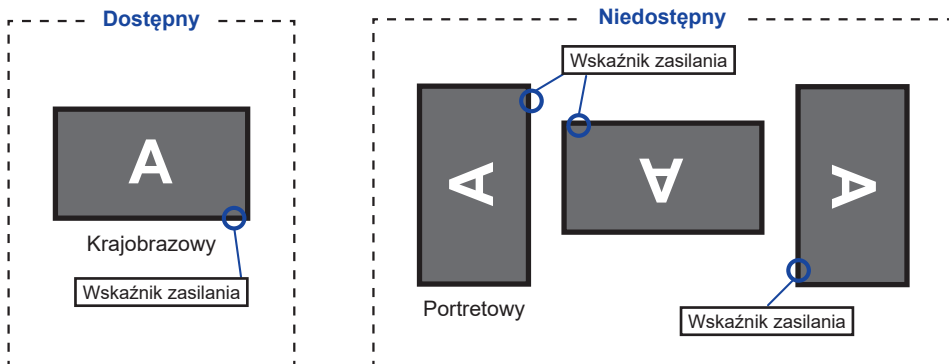 Dostępny
A
Krajobrazowy
Wskaźnik zasilania
Niedostępny
Wskaźnik zasilania
A
A
A
Portretowy
Wskaźnik zasilania